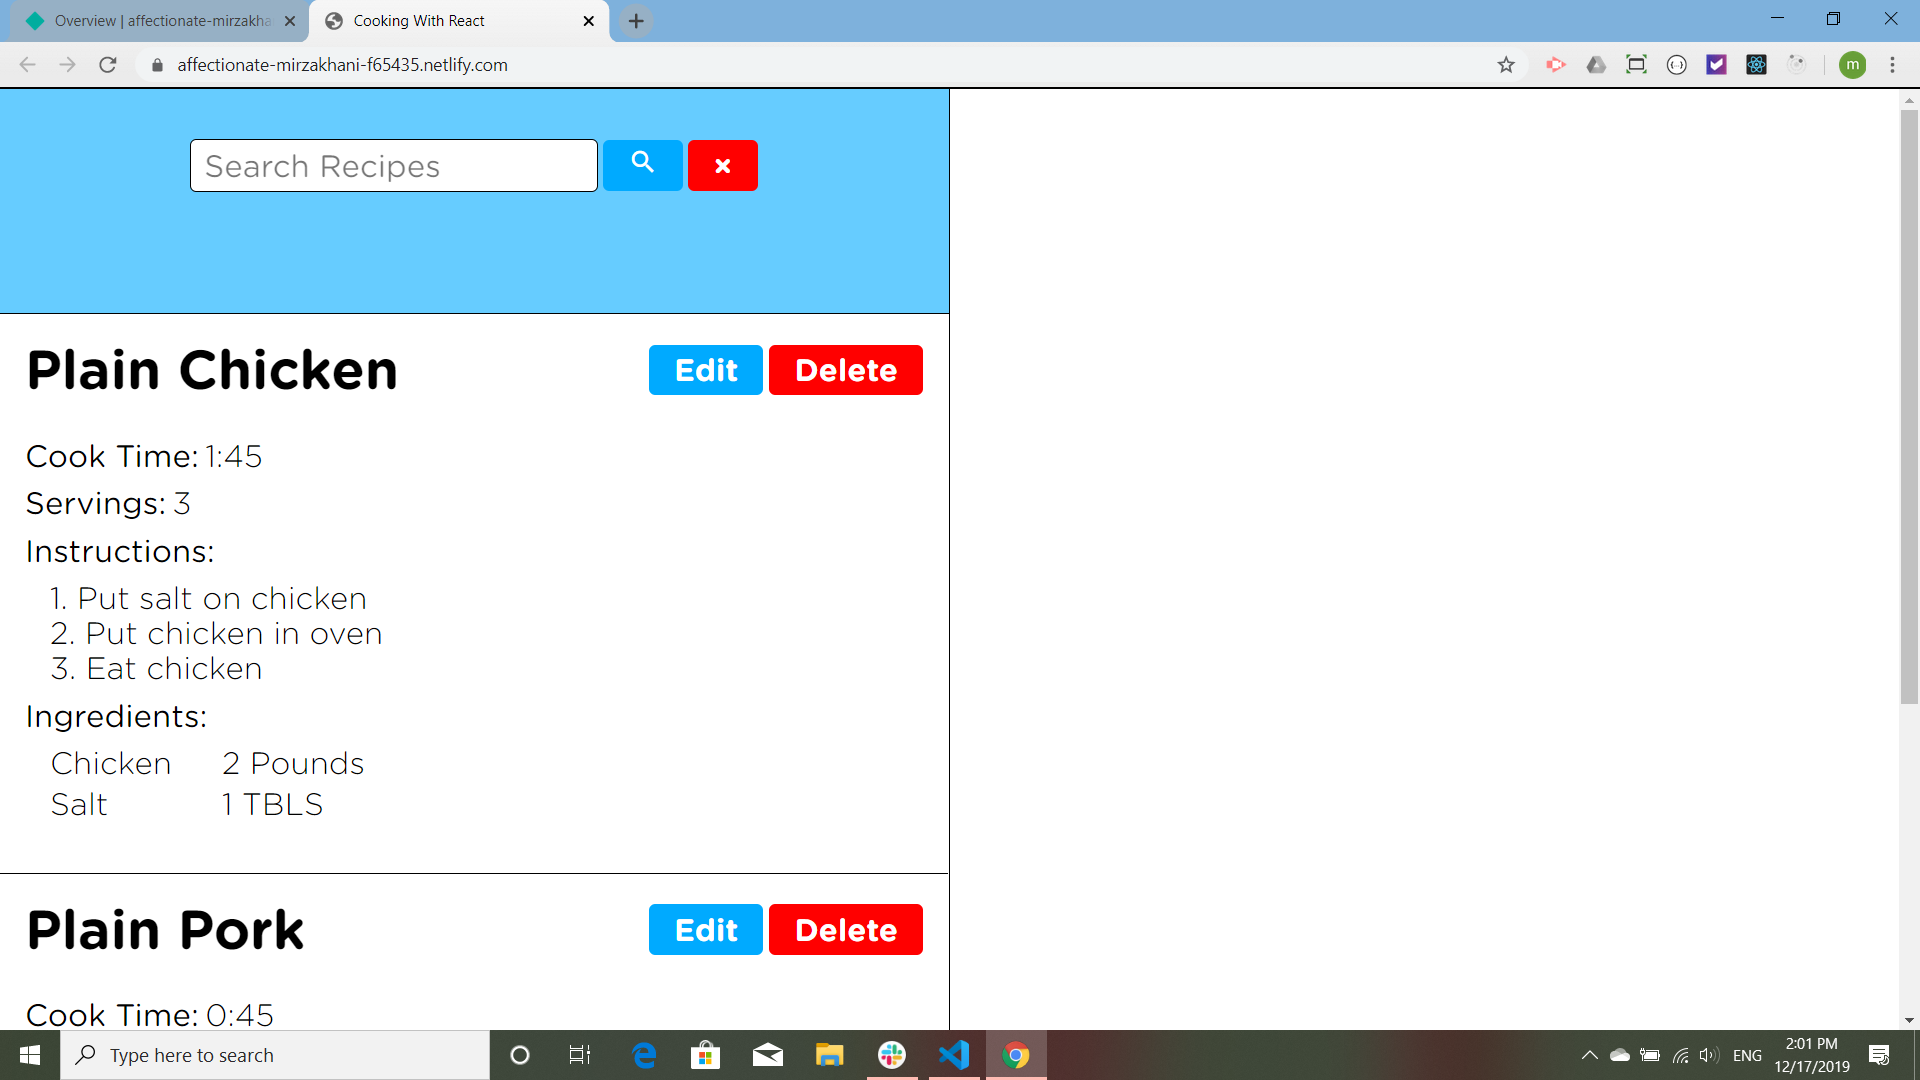 Overview | affectionate-mirzakha
Cooking With React
affectionate-mirzakhani-f65435.netlify.com
m
Search Recipes
Plain Chicken
Edit
Delete
Cook Time: 1:45
Servings: 3
Instructions:
1. Put salt on chicken
2. Put chicken in oven
3. Eat chicken
Ingredients:
Chicken 2 Pounds
Salt 1 TBLS
Plain Pork
Edit
Delete
Cook Time: 0:45
Type here to search
ENG
2:01 PM
12/17/2019